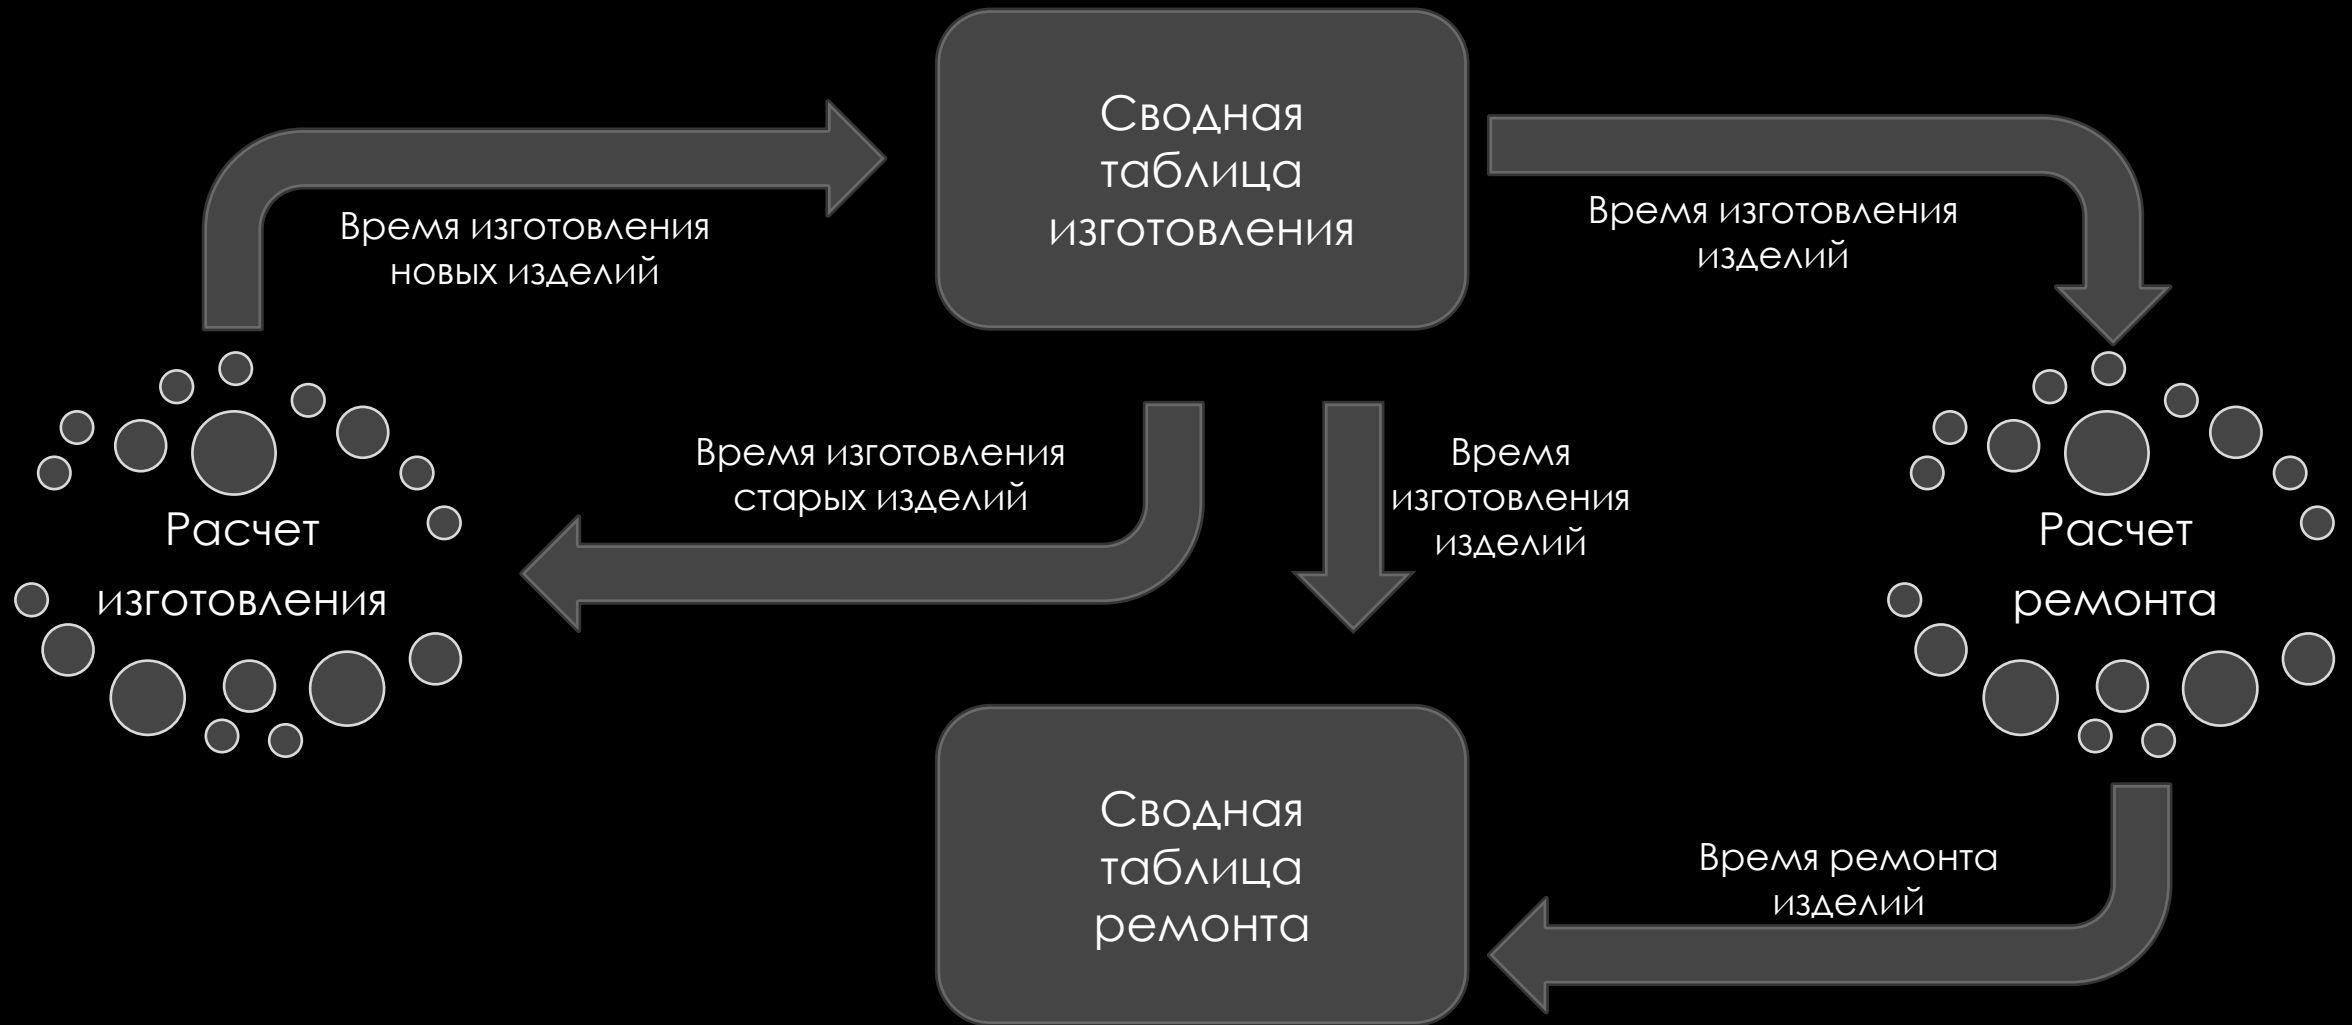 Сводная
таблица
изготовления
Время изготовления
новых изделий
Время изготовления
изделий
Расчет
изготовления
Время изготовления
старых изделий
Время
изготовления
изделий
Расчет
ремонта
Сводная
таблица
ремонта
Время ремонта
изделий